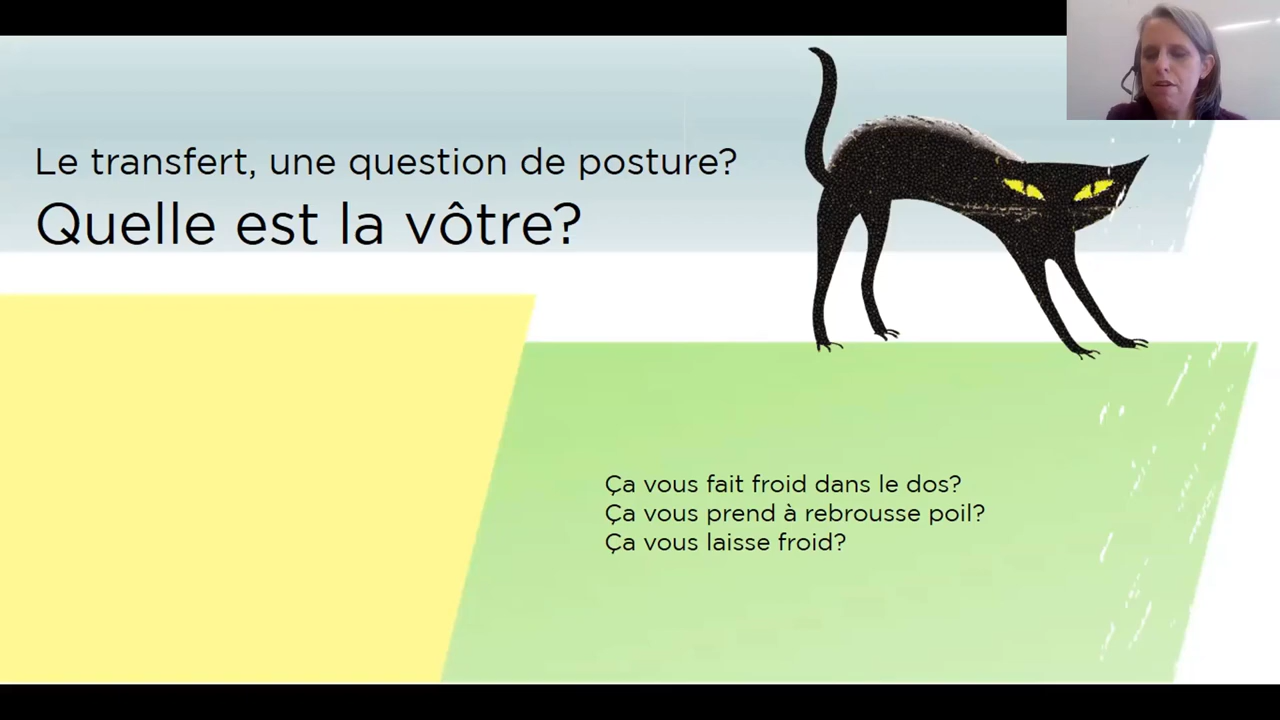 Le transfert, une question de posture?
Quelle est la vôtre?
Ça vous fait froid dans le dos?
Ça vous prend à rebrousse poil?
Ça vous laisse froid?